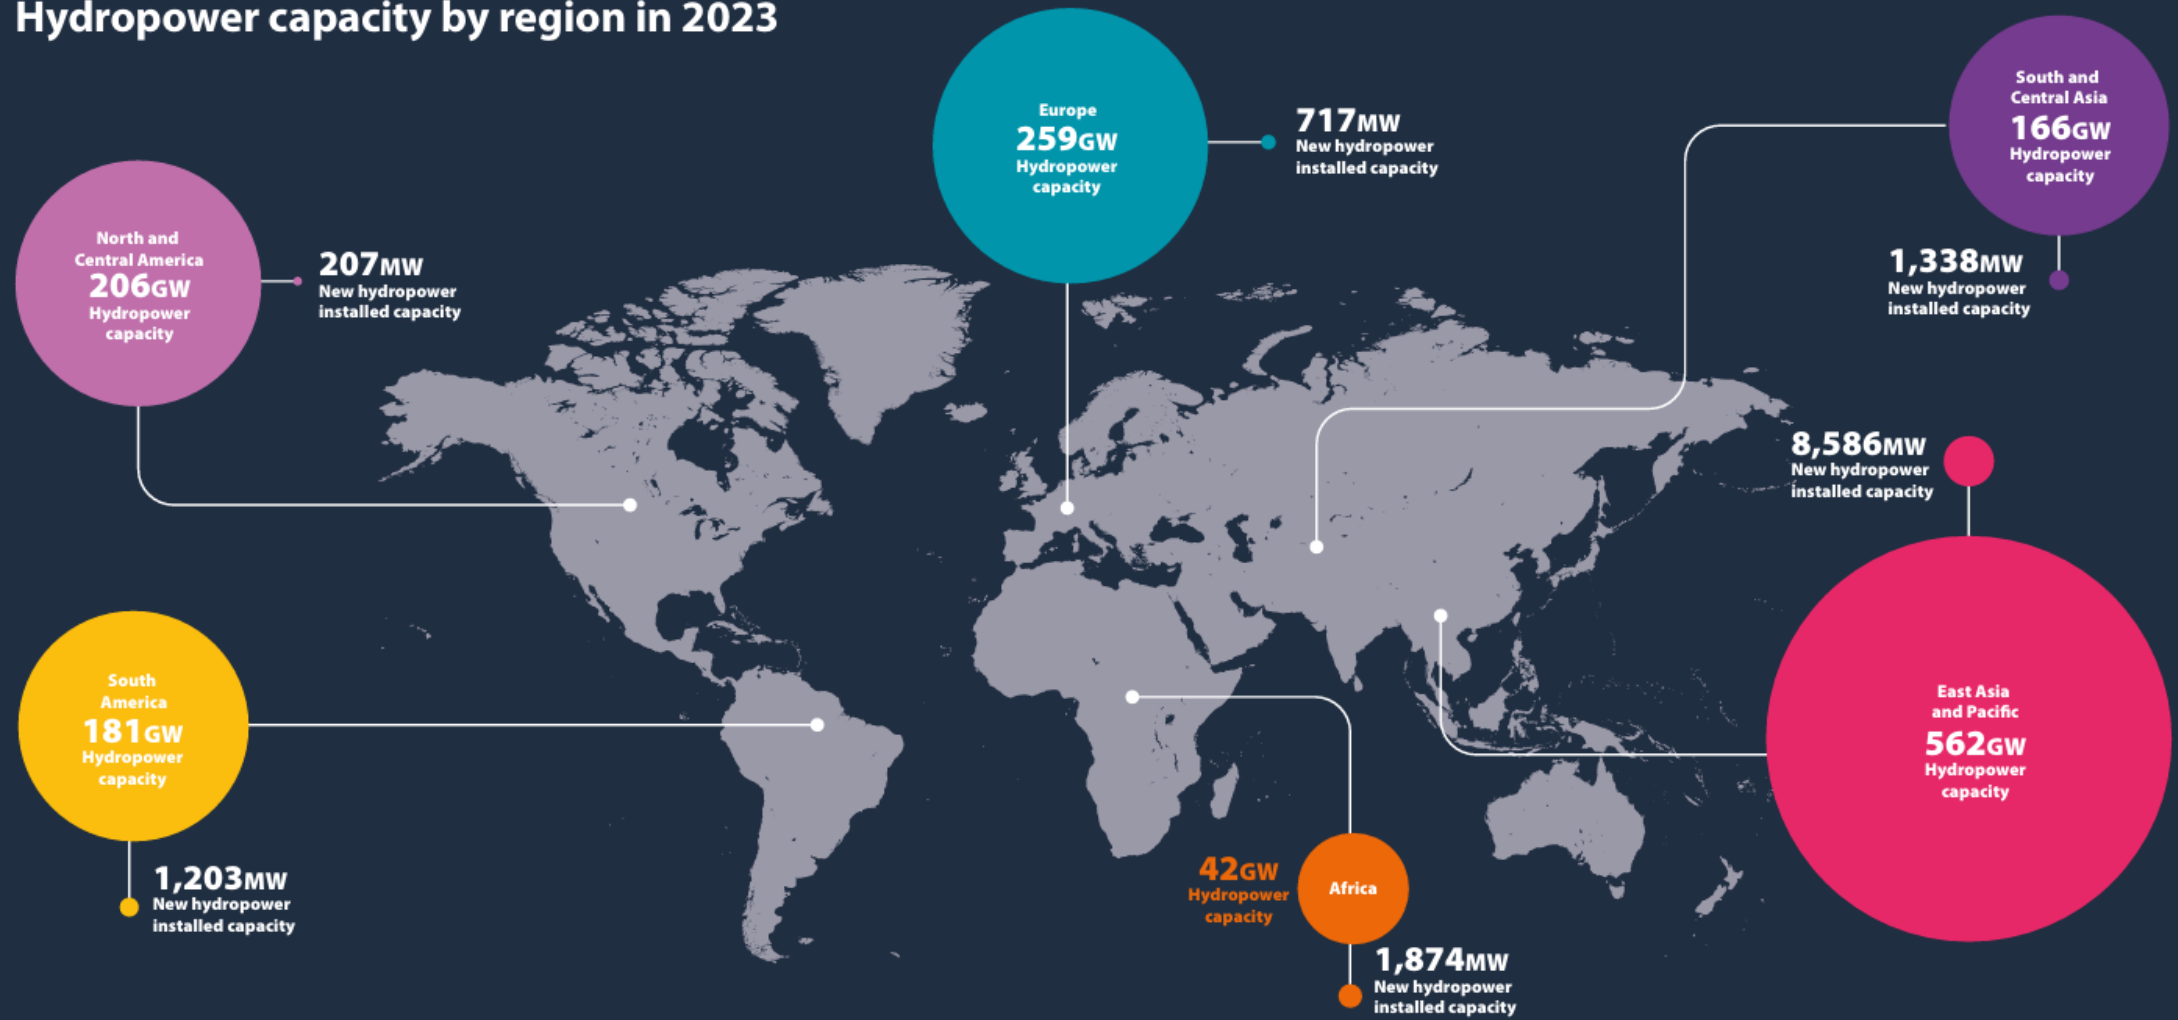 Hydropower capacity by region in 2023
Europe
259GW
Hydropower
capacity
717MW
New hydropower
installed capacity
South and
Central Asia
166GW
Hydropower
capacity
1,338MW
New hydropower
installed capacity
North and
Central America
206GW
Hydropower
capacity
207MW
New hydropower
installed capacity
8,586MW
New hydropower
installed capacity
East Asia
and Pacific
562GW
Hydropower
capacity
South
America
181GW
Hydropower
capacity
1,203MW
New hydropower
installed capacity
42GW
Hydropower
capacity
Africa
1,874MW
New hydropower
installed capacity